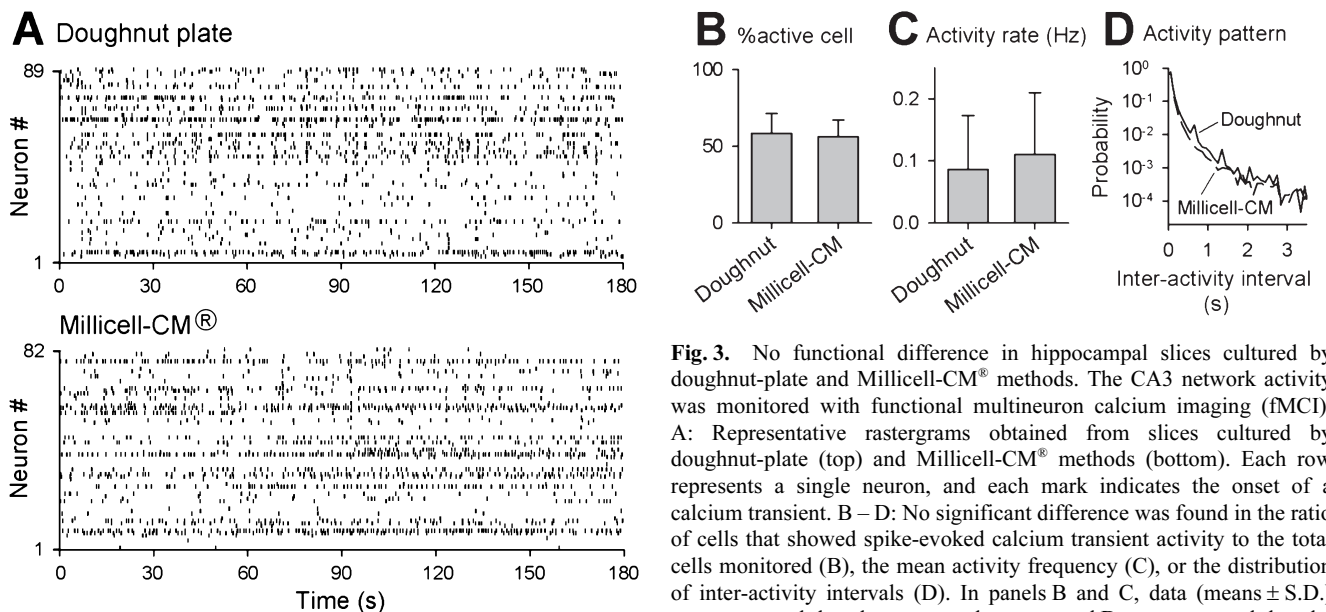 A Doughnut plate
89
Neuron #
1
0 30 60 90 120 150 180
Millicell-CM®
82
Neuron #
1
0 30 60 90 120 150 180
Time (s)
B %active cell
100
50
0
Doughnut
Millicell-CM
C Activity rate (Hz)
0.2
0.1
0.0
Doughnut
Millicell-CM
D Activity pattern
Probability
10⁰
10⁻¹
10⁻²
10⁻³
10⁻⁴
Doughnut
Millicell-CM
0 1 2 3
Inter-activity interval
(s)
Fig. 3. No functional difference in hippocampal slices cultured by
doughnut-plate and Millicell-CM® methods. The CA3 network activity
was monitored with functional multineuron calcium imaging (fMCI)
A: Representative rastergrams obtained from slices cultured by
doughnut-plate (top) and Millicell-CM® methods (bottom). Each row
represents a single neuron, and each mark indicates the onset of a
calcium transient. B – D: No significant difference was found in the ratio
of cells that showed spike-evoked calcium transient activity to the tota
cells monitored (B), the mean activity frequency (C), or the distribution
of inter-activity intervals (D). In panels B and C, data (means ± S.D.)